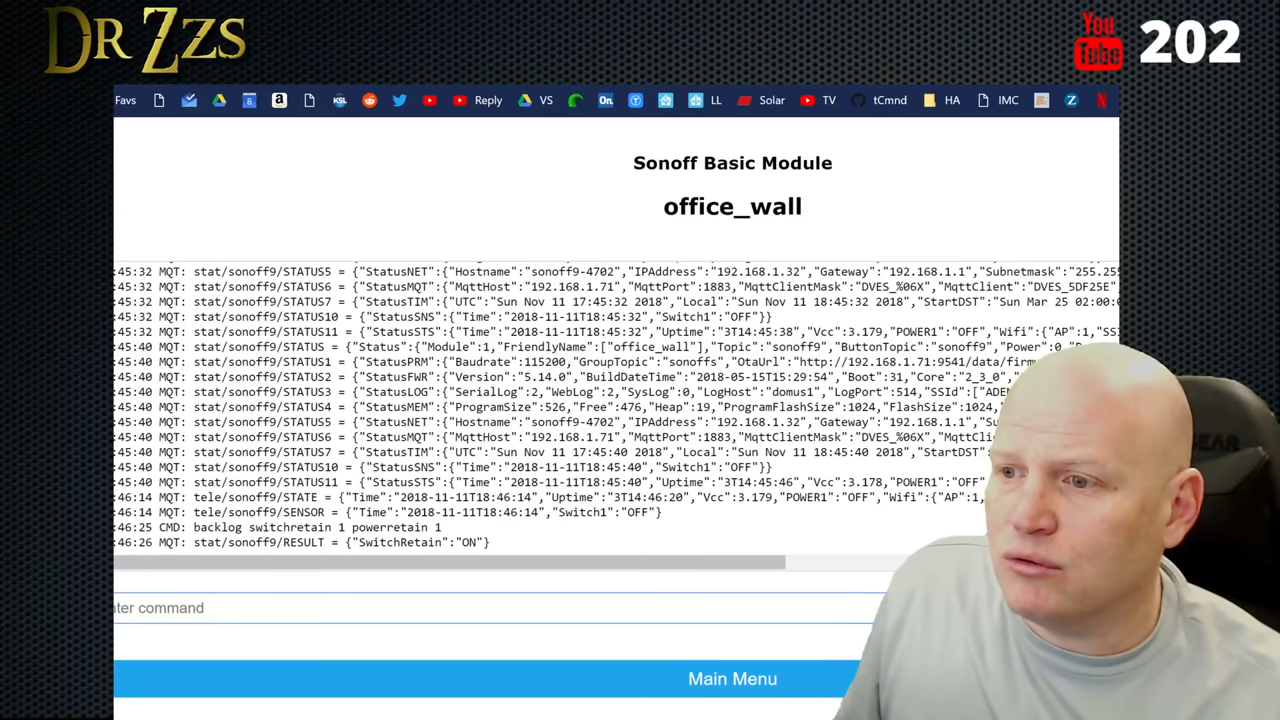 DR ZZS
You
Tube
202
Favs
8
a
KSL
Reply
VS
On.
LL
Solar
TV
tCmnd
HA
IMC
Z
N
Sonoff Basic Module
office_wall
:45:32 MQT: stat/sonoff9/STATUS5 = {"StatusNET":{"Hostname":"sonoff9-4702","IPAddress":"192.168.1.32","Gateway":"192.168.1.1","Subnetmask":"255.255
:45:32 MQT: stat/sonoff9/STATUS6 = {"StatusMQT":{"MqttHost":"192.168.1.71","MqttPort":1883,"MqttClientMask":"DVES_%06X","MqttClient":"DVES_5DF25E"
:45:32 MQT: stat/sonoff9/STATUS7 = {"StatusTIM":{"UTC":"Sun Nov 11 17:45:32 2018","Local":"Sun Nov 11 18:45:32 2018","StartDST":"Sun Mar 25 02:00:0
:45:32 MQT: stat/sonoff9/STATUS10 = {"StatusSNS":{"Time":"2018-11-11T18:45:32","Switch1":"OFF"}}
:45:32 MQT: stat/sonoff9/STATUS11 = {"StatusSTS":{"Time":"2018-11-11T18:45:32","Uptime":"3T14:45:38","Vcc":3.179,"POWER1":"OFF","Wifi":{"AP":1,"SSI
:45:40 MQT: stat/sonoff9/STATUS = {"Status":{"Module":1,"FriendlyName":["office_wall"],"Topic":"sonoff9","ButtonTopic":"sonoff9","Power":0
:45:40 MQT: stat/sonoff9/STATUS1 = {"StatusPRM":{"Baudrate":115200,"GroupTopic":"sonoffs","OtaUrl":"http://192.168.1.71:9541/data/firm
:45:40 MQT: stat/sonoff9/STATUS2 = {"StatusFWR":{"Version":"5.14.0","BuildDateTime":"2018-05-15T15:29:54","Boot":31,"Core":"2_3_0",
:45:40 MQT: stat/sonoff9/STATUS3 = {"StatusLOG":{"SerialLog":2,"WebLog":2,"SysLog":0,"LogHost":"domus1","LogPort":514,"SSId":["ADE
:45:40 MQT: stat/sonoff9/STATUS4 = {"StatusMEM":{"ProgramSize":526,"Free":476,"Heap":19,"ProgramFlashSize":1024,"FlashSize":1024,
:45:40 MQT: stat/sonoff9/STATUS5 = {"StatusNET":{"Hostname":"sonoff9-4702","IPAddress":"192.168.1.32","Gateway":"192.168.1.1","Su
:45:40 MQT: stat/sonoff9/STATUS6 = {"StatusMQT":{"MqttHost":"192.168.1.71","MqttPort":1883,"MqttClientMask":"DVES_%06X","MqttCli
:45:40 MQT: stat/sonoff9/STATUS7 = {"StatusTIM":{"UTC":"Sun Nov 11 17:45:40 2018","Local":"Sun Nov 11 18:45:40 2018","StartDST":
:45:40 MQT: stat/sonoff9/STATUS10 = {"StatusSNS":{"Time":"2018-11-11T18:45:40","Switch1":"OFF"}}
:45:40 MQT: stat/sonoff9/STATUS11 = {"StatusSTS":{"Time":"2018-11-11T18:45:40","Uptime":"3T14:45:46","Vcc":3.178,"POWER1":"OFF"
:46:14 MQT: tele/sonoff9/STATE = {"Time":"2018-11-11T18:46:14","Uptime":"3T14:46:20","Vcc":3.179,"POWER1":"OFF","Wifi":{"AP":1,
:46:14 MQT: tele/sonoff9/SENSOR = {"Time":"2018-11-11T18:46:14","Switch1":"OFF"}
:46:25 CMD: backlog switchretain 1 powerretain 1
:46:26 MQT: stat/sonoff9/RESULT = {"SwitchRetain":"ON"}
nter command
Main Menu